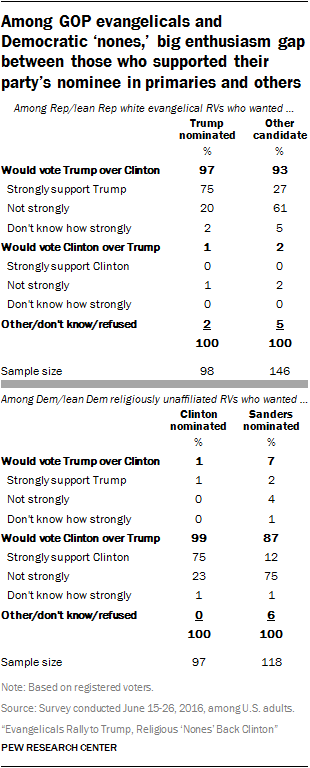 Among GOP evangelicals and
Democratic ‘nones,’ big enthusiasm gap
between those who supported their
party’s nominee in primaries and others
Among Rep/lean Rep white evangelical RVs who wanted ...
Trump nominated Other candidate
% %
Would vote Trump over Clinton 97 93
Strongly support Trump 75 27
Not strongly 20 61
Don't know how strongly 2 5
Would vote Clinton over Trump 1 2
Strongly support Clinton 0 0
Not strongly 1 2
Don't know how strongly 0 0
Other/don't know/refused 2 5
100 100
Sample size 98 146
Among Dem/lean Dem religiously unaffiliated RVs who wanted ...
Clinton nominated Sanders nominated
% %
Would vote Trump over Clinton 1 7
Strongly support Trump 1 2
Not strongly 0 4
Don't know how strongly 0 1
Would vote Clinton over Trump 99 87
Strongly support Clinton 75 12
Not strongly 23 75
Don't know how strongly 1 1
Other/don't know/refused 0 6
100 100
Sample size 97 118
Note: Based on registered voters.
Source: Survey conducted June 15-26, 2016, among U.S. adults.
“Evangelicals Rally to Trump, Religious ‘Nones’ Back Clinton”
PEW RESEARCH CENTER